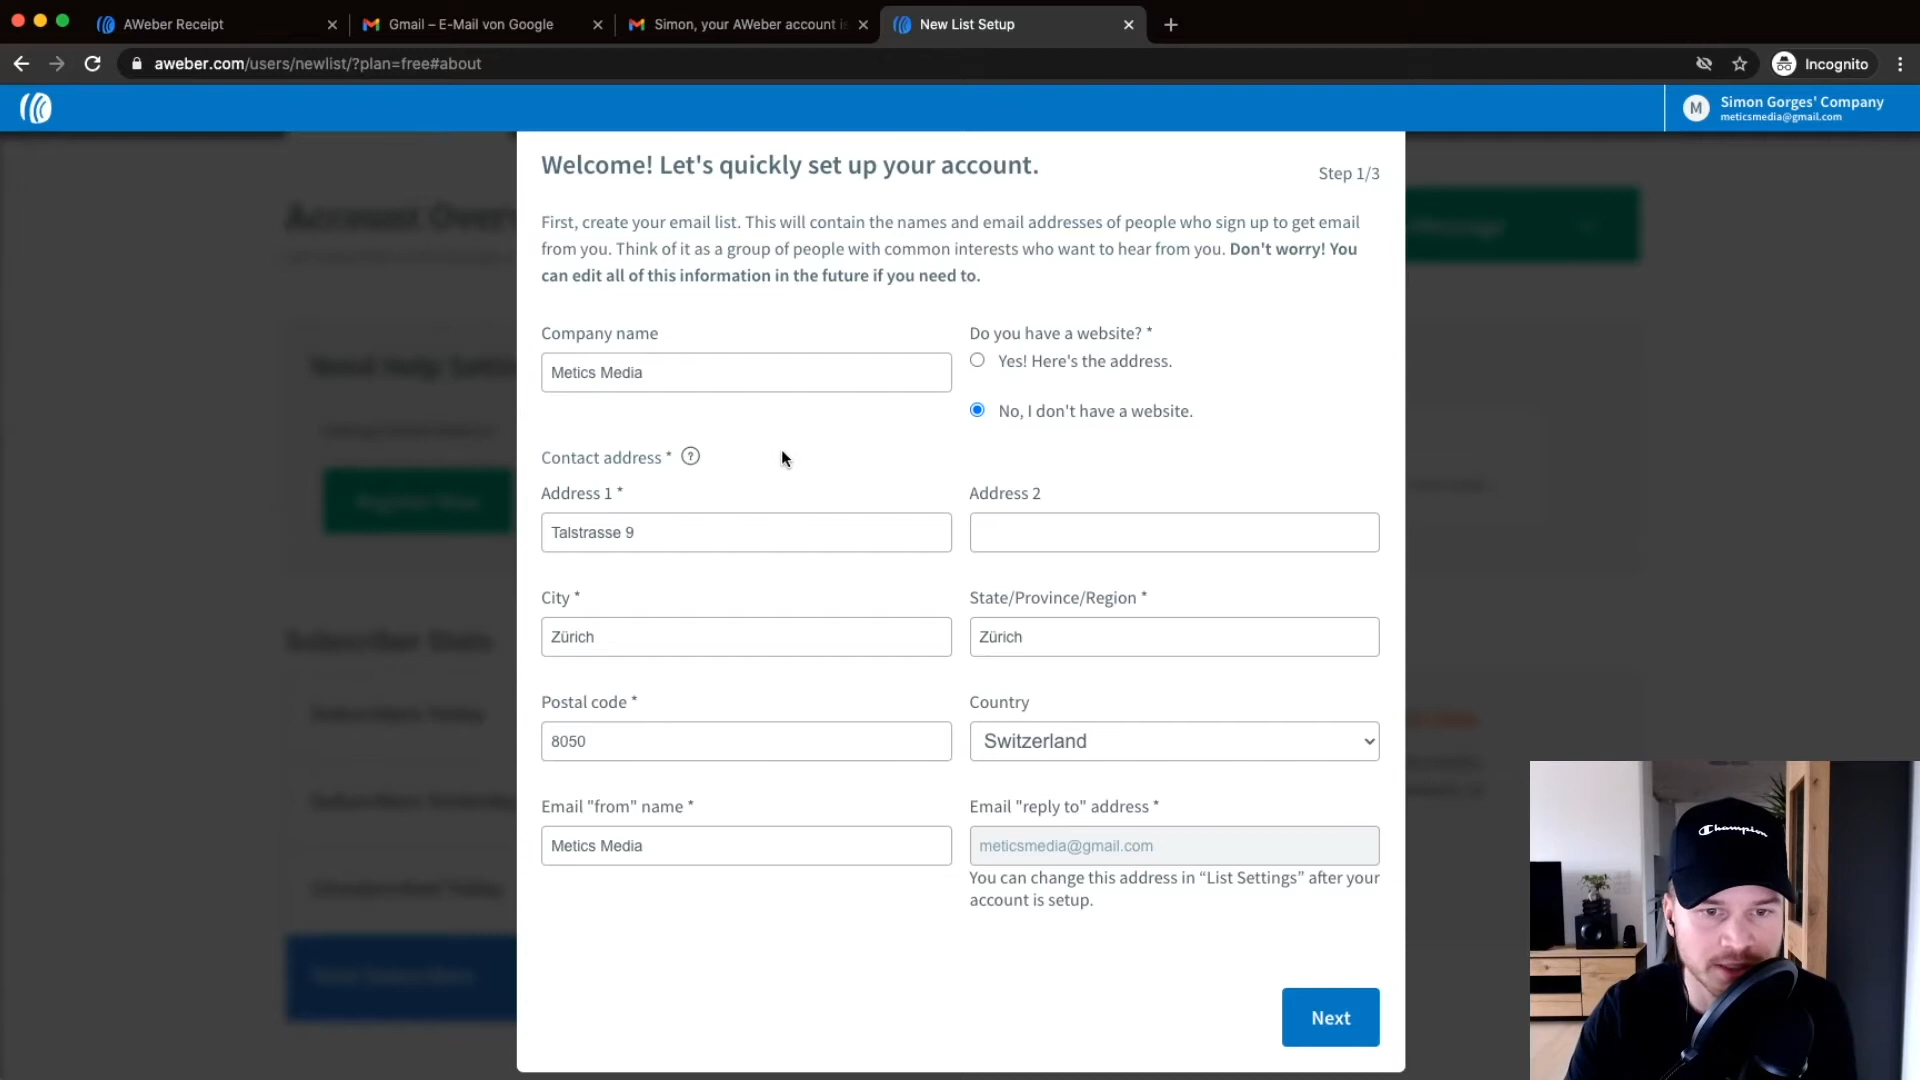 AWeber Receipt
Gmail – E-Mail von Google
Simon, your AWeber account i
New List Setup
aweber.com/users/newlist/?plan=free#about
Incognito
M
Simon Gorges' Company
meticsmedia@gmail.com
Welcome! Let's quickly set up your account.
Step 1/3
First, create your email list. This will contain the names and email addresses of people who sign up to get email
from you. Think of it as a group of people with common interests who want to hear from you. Don't worry! You
can edit all of this information in the future if you need to.
Company name
Metics Media
Do you have a website? *
Yes! Here's the address.
No, I don't have a website.
Contact address * ?
Address 1 *
Talstrasse 9
Address 2
City *
Zürich
State/Province/Region *
Zürich
Postal code *
8050
Country
Switzerland
Email "from" name *
Metics Media
Email "reply to" address *
meticsmedia@gmail.com
You can change this address in “List Settings” after your
account is setup.
Next
Champion